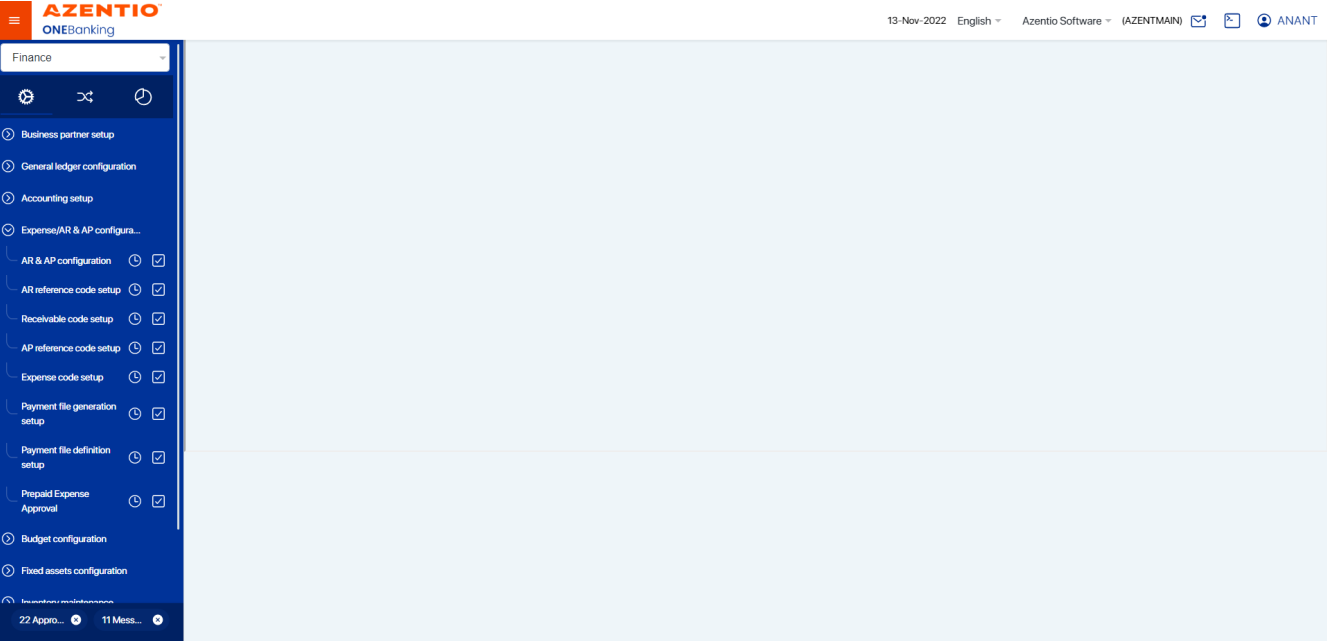 AZENTIO
ONEBanking
13-Nov-2022 English Azentio Software (AZENTMAIN) ANANT
Finance
Business partner setup
General ledger configuration
Accounting setup
Expense/AR & AP configura...
AR & AP configuration
AR reference code setup
Receivable code setup
AP reference code setup
Expense code setup
Payment file generation
setup
Payment file definition
setup
Prepaid Expense
Approval
Budget configuration
Fixed assets configuration
Inventory maintenance
22 Appro... 11 Mess...